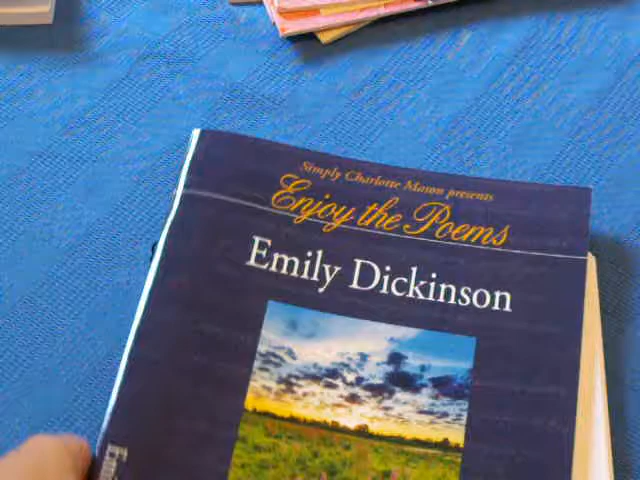 Simply Charlotte Mason presents
Enjoy the Poems
Emily Dickinson